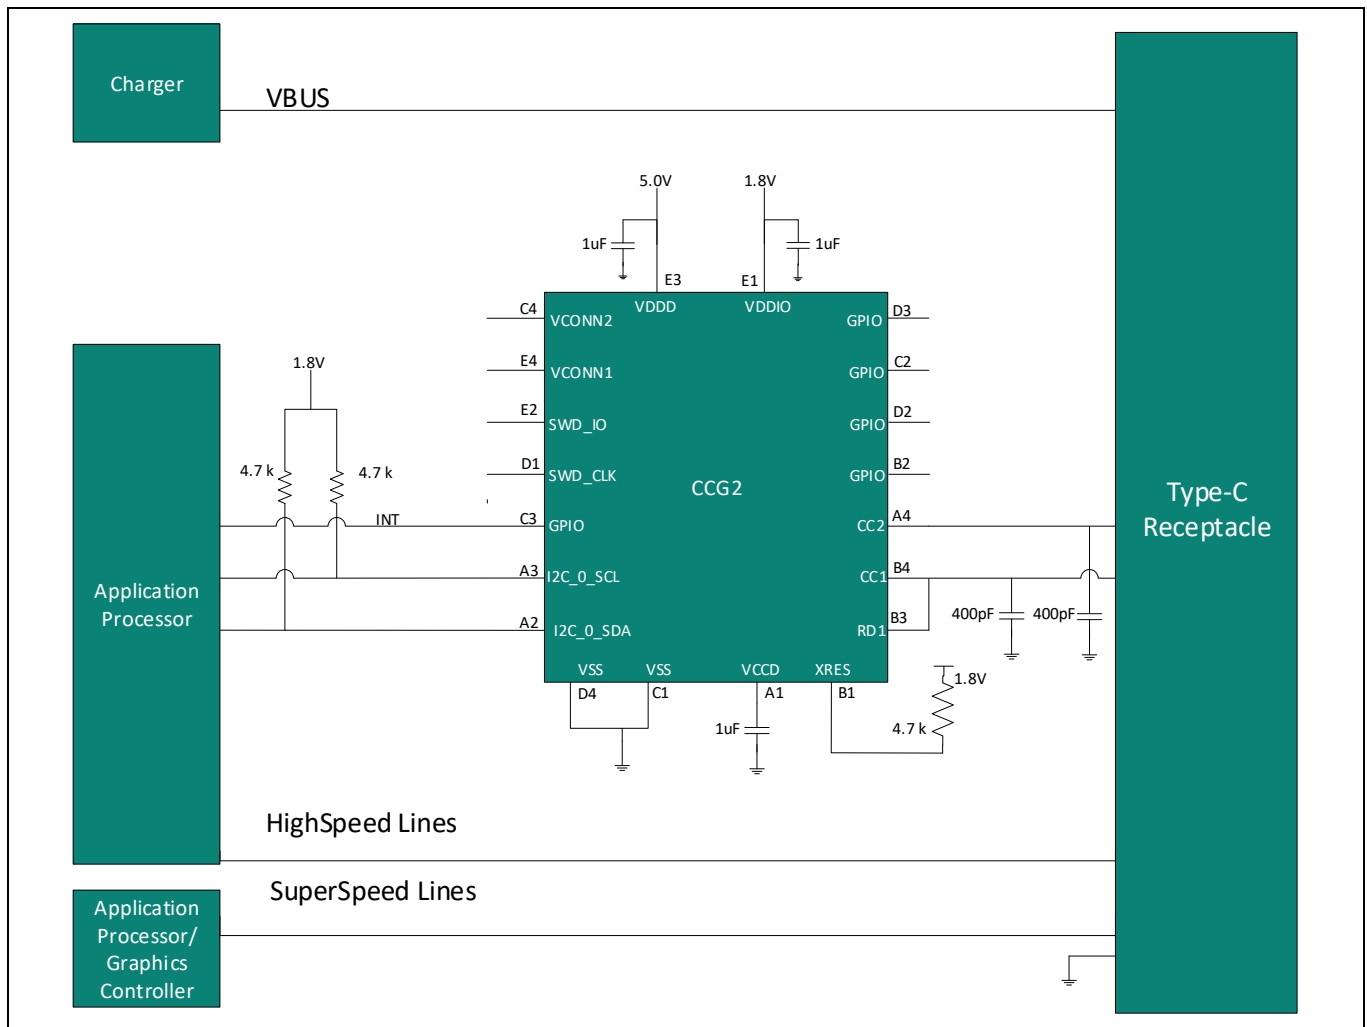 Charger
VBUS
5.0V
1.8V
1uF
1uF
E3
E1
VDDD
VDDIO
C4
VCONN2
GPIO
D3
E4
VCONN1
GPIO
C2
1.8V
E2
SWD_IO
GPIO
D2
4.7 k
4.7 k
D1
SWD_CLK
GPIO
B2
CCG2
Type-C
Receptacle
INT
C3
GPIO
CC2
A4
A3
I2C_0_SCL
CC1
B4
Application
Processor
A2
I2C_0_SDA
RD1
B3
400pF
400pF
VSS
VSS
VCCD
XRES
D4
C1
A1
B1
1.8V
1uF
4.7 k
HighSpeed Lines
SuperSpeed Lines
Application
Processor/
Graphics
Controller